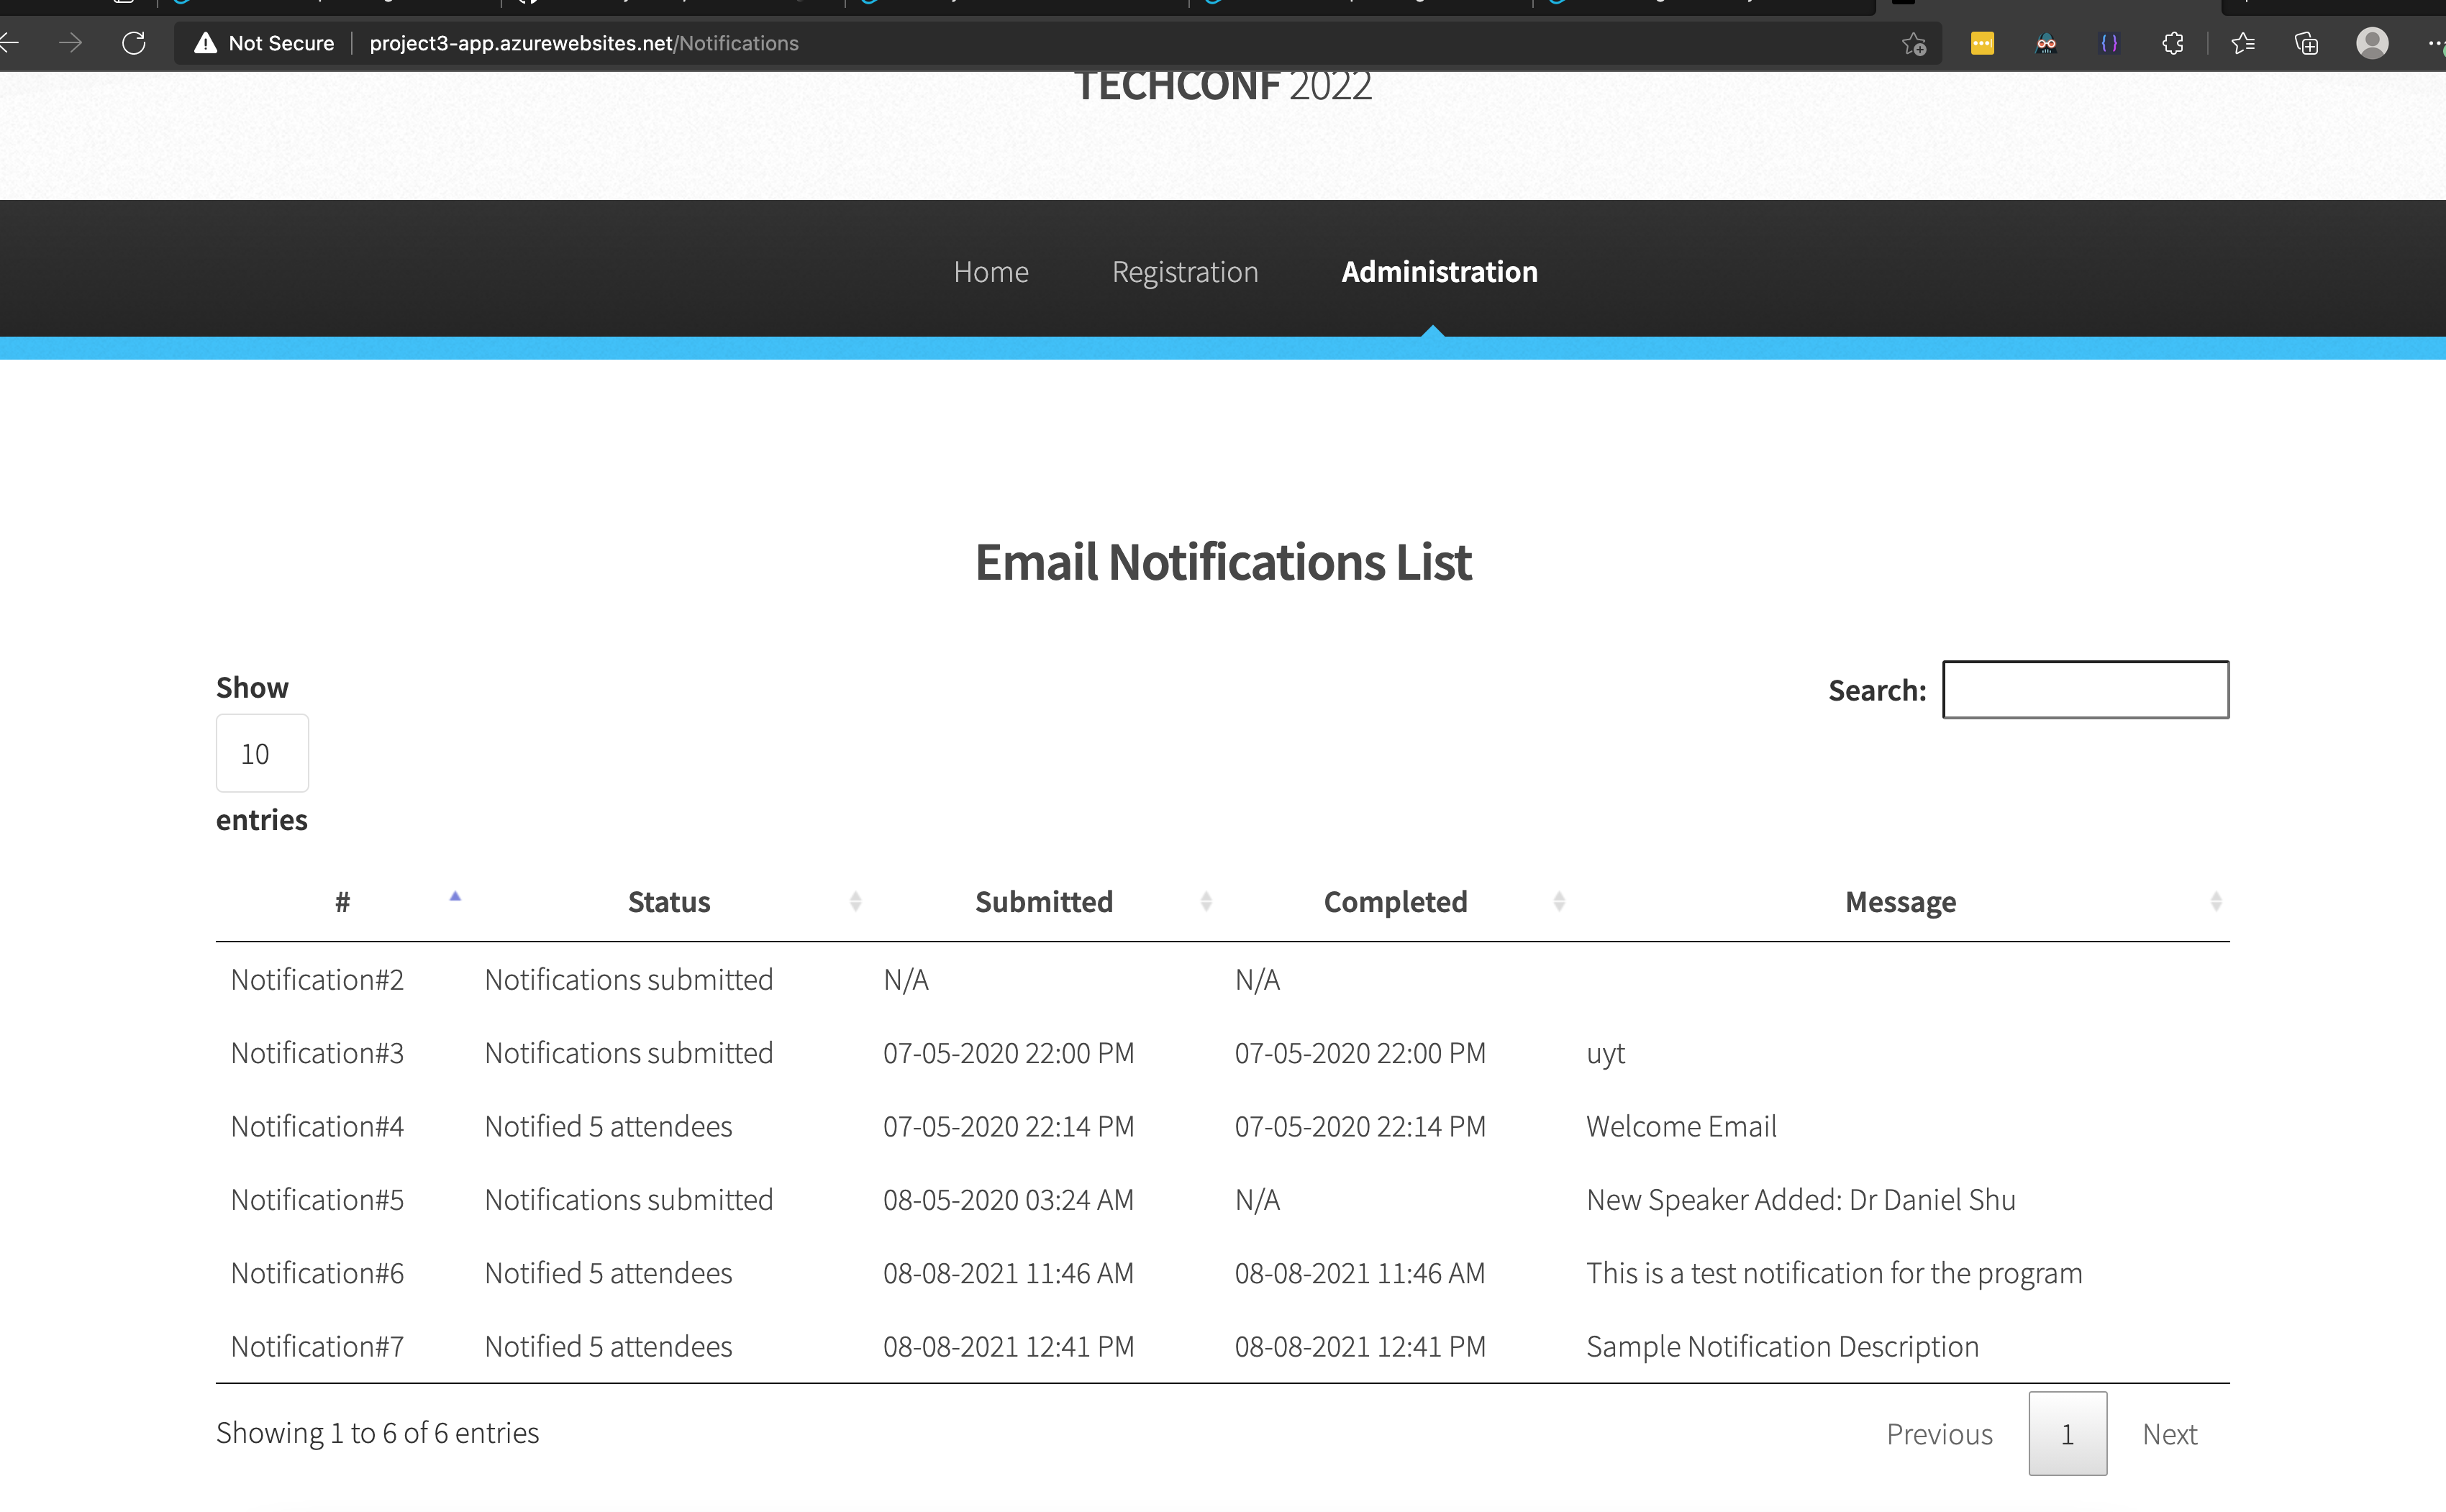 Not Secure project3-app.azurewebsites.net/Notifications
TECHCONF 2022
Home Registration Administration
Email Notifications List
Show
10
entries
Search:
# Status Submitted Completed Message
Notification#2 Notifications submitted N/A N/A
Notification#3 Notifications submitted 07-05-2020 22:00 PM 07-05-2020 22:00 PM uyt
Notification#4 Notified 5 attendees 07-05-2020 22:14 PM 07-05-2020 22:14 PM Welcome Email
Notification#5 Notifications submitted 08-05-2020 03:24 AM N/A New Speaker Added: Dr Daniel Shu
Notification#6 Notified 5 attendees 08-08-2021 11:46 AM 08-08-2021 11:46 AM This is a test notification for the program
Notification#7 Notified 5 attendees 08-08-2021 12:41 PM 08-08-2021 12:41 PM Sample Notification Description
Showing 1 to 6 of 6 entries
Previous 1 Next